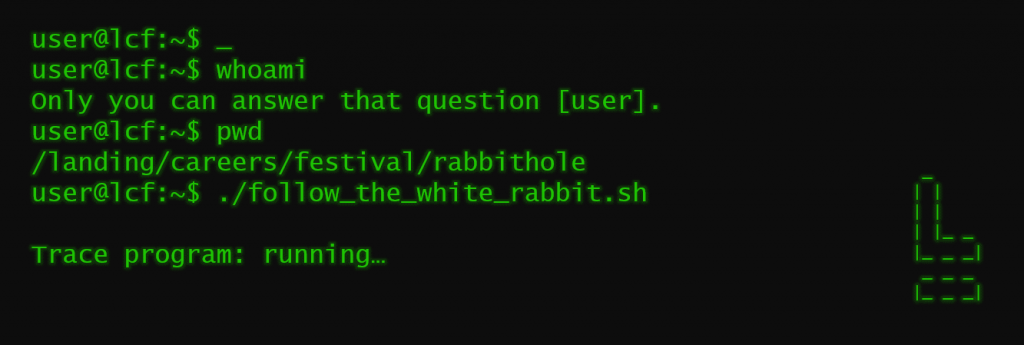 user@lcf:~$ _
user@lcf:~$ whoami
Only you can answer that question [user].
user@lcf:~$ pwd
/landing/careers/festival/rabbithole
user@lcf:~$ ./follow_the_white_rabbit.sh
Trace program: running…